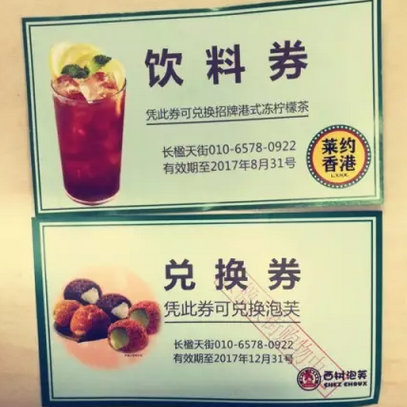 饮料券
凭此券可兑换招牌港式冻柠檬茶
长楹天街010-6578-0922
有效期至2017年8月31号
莱约
香港
兑换券
凭此券可兑换泡芙
长楹天街010-6578-0922
有效期至2017年12月31号
西树泡芙
CHEZ CHOUX